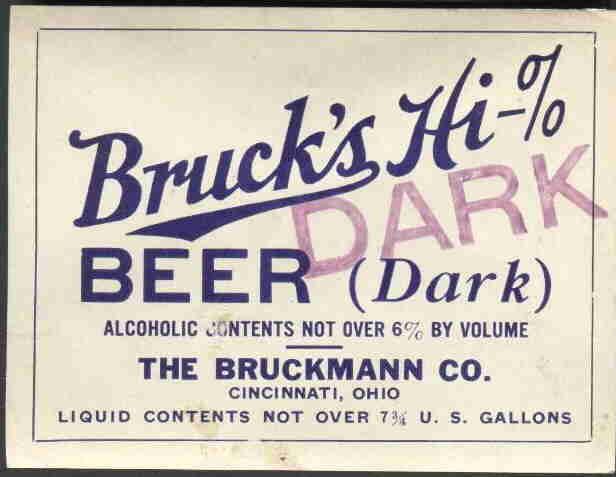 Bruck's Hi-%
DARK
BEER (Dark)
ALCOHOLIC CONTENTS NOT OVER 6% BY VOLUME
THE BRUCKMANN CO.
CINCINNATI, OHIO
LIQUID CONTENTS NOT OVER 7¾ U. S. GALLONS